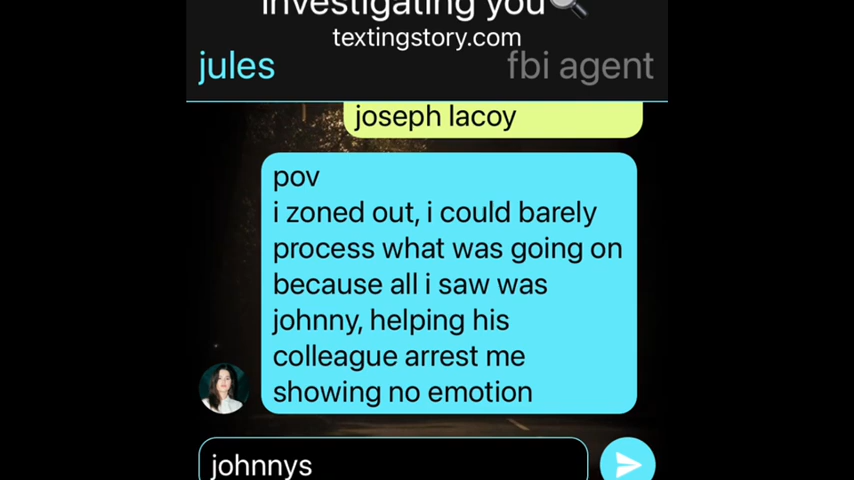 investigating you🔍
textingstory.com
jules
fbi agent
joseph lacoy
pov
i zoned out, i could barely
process what was going on
because all i saw was
johnny, helping his
colleague arrest me
showing no emotion
johnnys